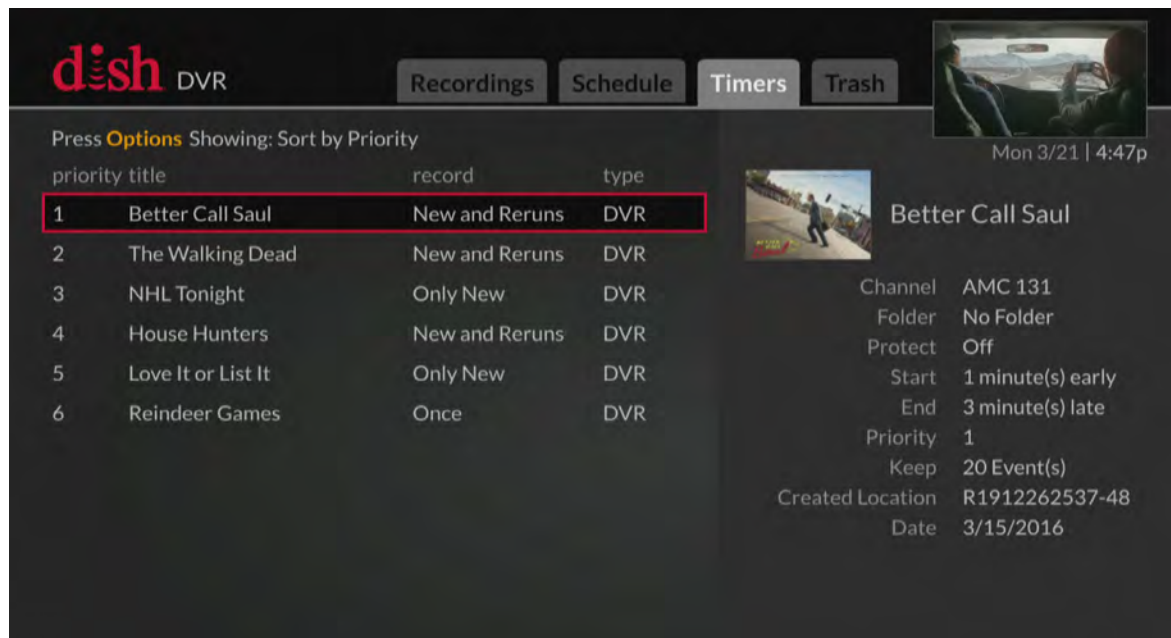 dish DVR
Recordings Schedule Timers Trash
Mon 3/21 | 4:47p
Press Options Showing: Sort by Priority
priority title record type
1 Better Call Saul New and Reruns DVR
2 The Walking Dead New and Reruns DVR
3 NHL Tonight Only New DVR
4 House Hunters New and Reruns DVR
5 Love It or List It Only New DVR
6 Reindeer Games Once DVR
Better Call Saul
Channel AMC 131
Folder No Folder
Protect Off
Start 1 minute(s) early
End 3 minute(s) late
Priority 1
Keep 20 Event(s)
Created Location R1912262537-48
Date 3/15/2016